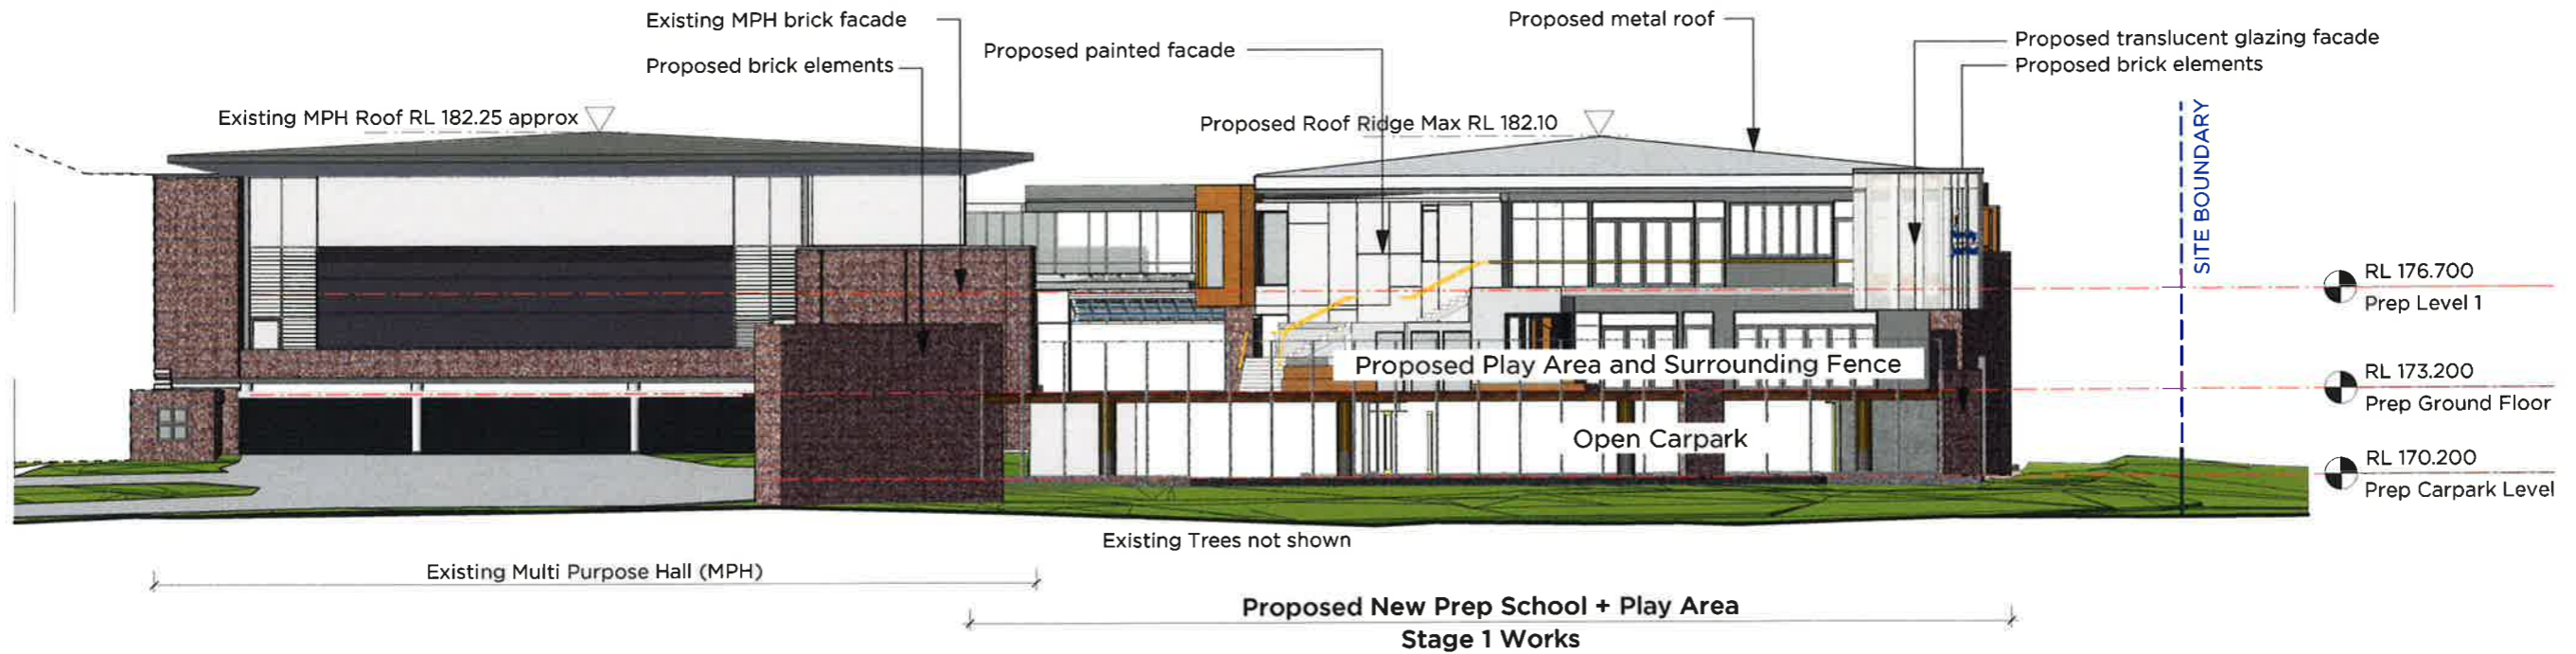 Existing MPH brick facade
Proposed brick elements
Existing MPH Roof RL 182.25 approx
Proposed painted facade
Proposed metal roof
Proposed Roof Ridge Max RL 182.10
Proposed translucent glazing facade
Proposed brick elements
SITE BOUNDARY
RL 176.700
Prep Level 1
Proposed Play Area and Surrounding Fence
RL 173.200
Prep Ground Floor
Open Carpark
RL 170.200
Prep Carpark Level
Existing Trees not shown
Existing Multi Purpose Hall (MPH)
Proposed New Prep School + Play Area
Stage 1 Works